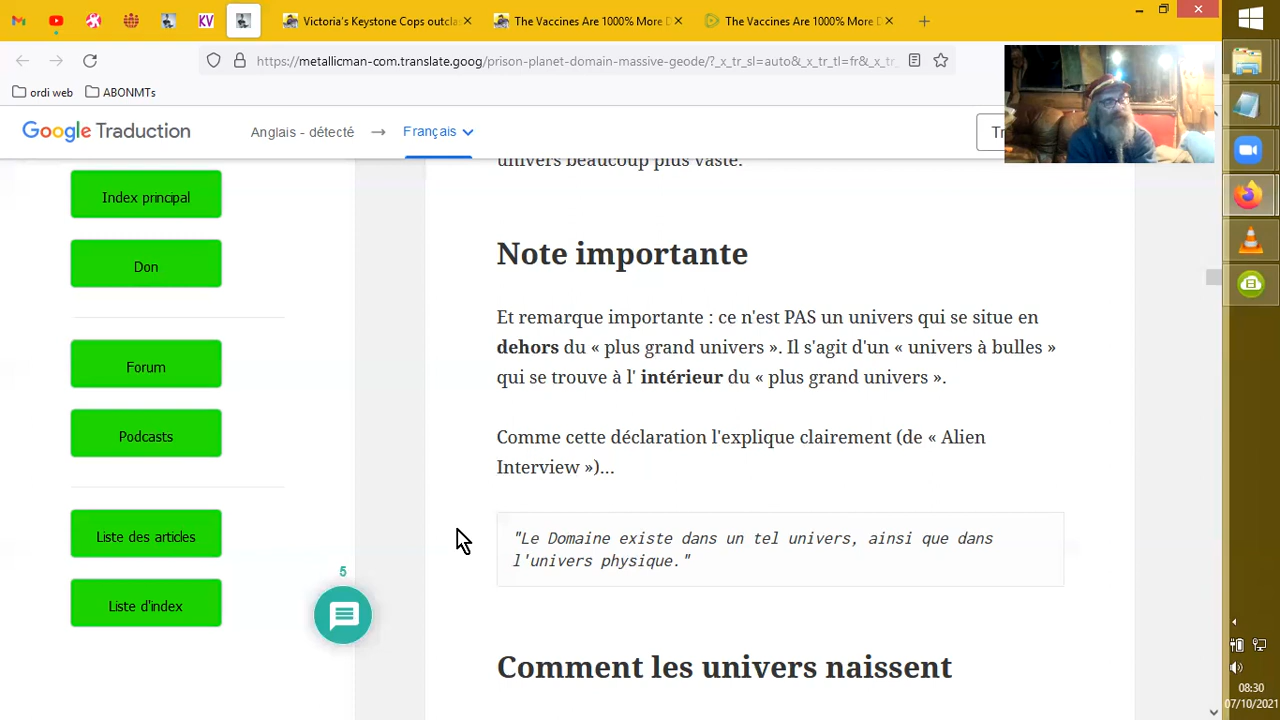 KV
Victoria's Keystone Cops outcla
The Vaccines Are 1000% More D
The Vaccines Are 1000% More D
https://metallicman-com.translate.goog/prison-planet-domain-massive-geode/?_x_tr_sl=auto&_x_tr_tl=fr&_x_tr_
ordi web
ABONMTs
Google Traduction
Anglais - détecté
Français
Tr
univers beaucoup plus vaste.
Index principal
Don
Forum
Podcasts
Liste des articles
Liste d'index
5
Note importante
Et remarque importante : ce n'est PAS un univers qui se situe en
dehors du « plus grand univers ». Il s'agit d'un « univers à bulles »
qui se trouve à l' intérieur du « plus grand univers ».
Comme cette déclaration l'explique clairement (de « Alien
Interview »)...
"Le Domaine existe dans un tel univers, ainsi que dans
l'univers physique."
Comment les univers naissent
08:30
07/10/2021